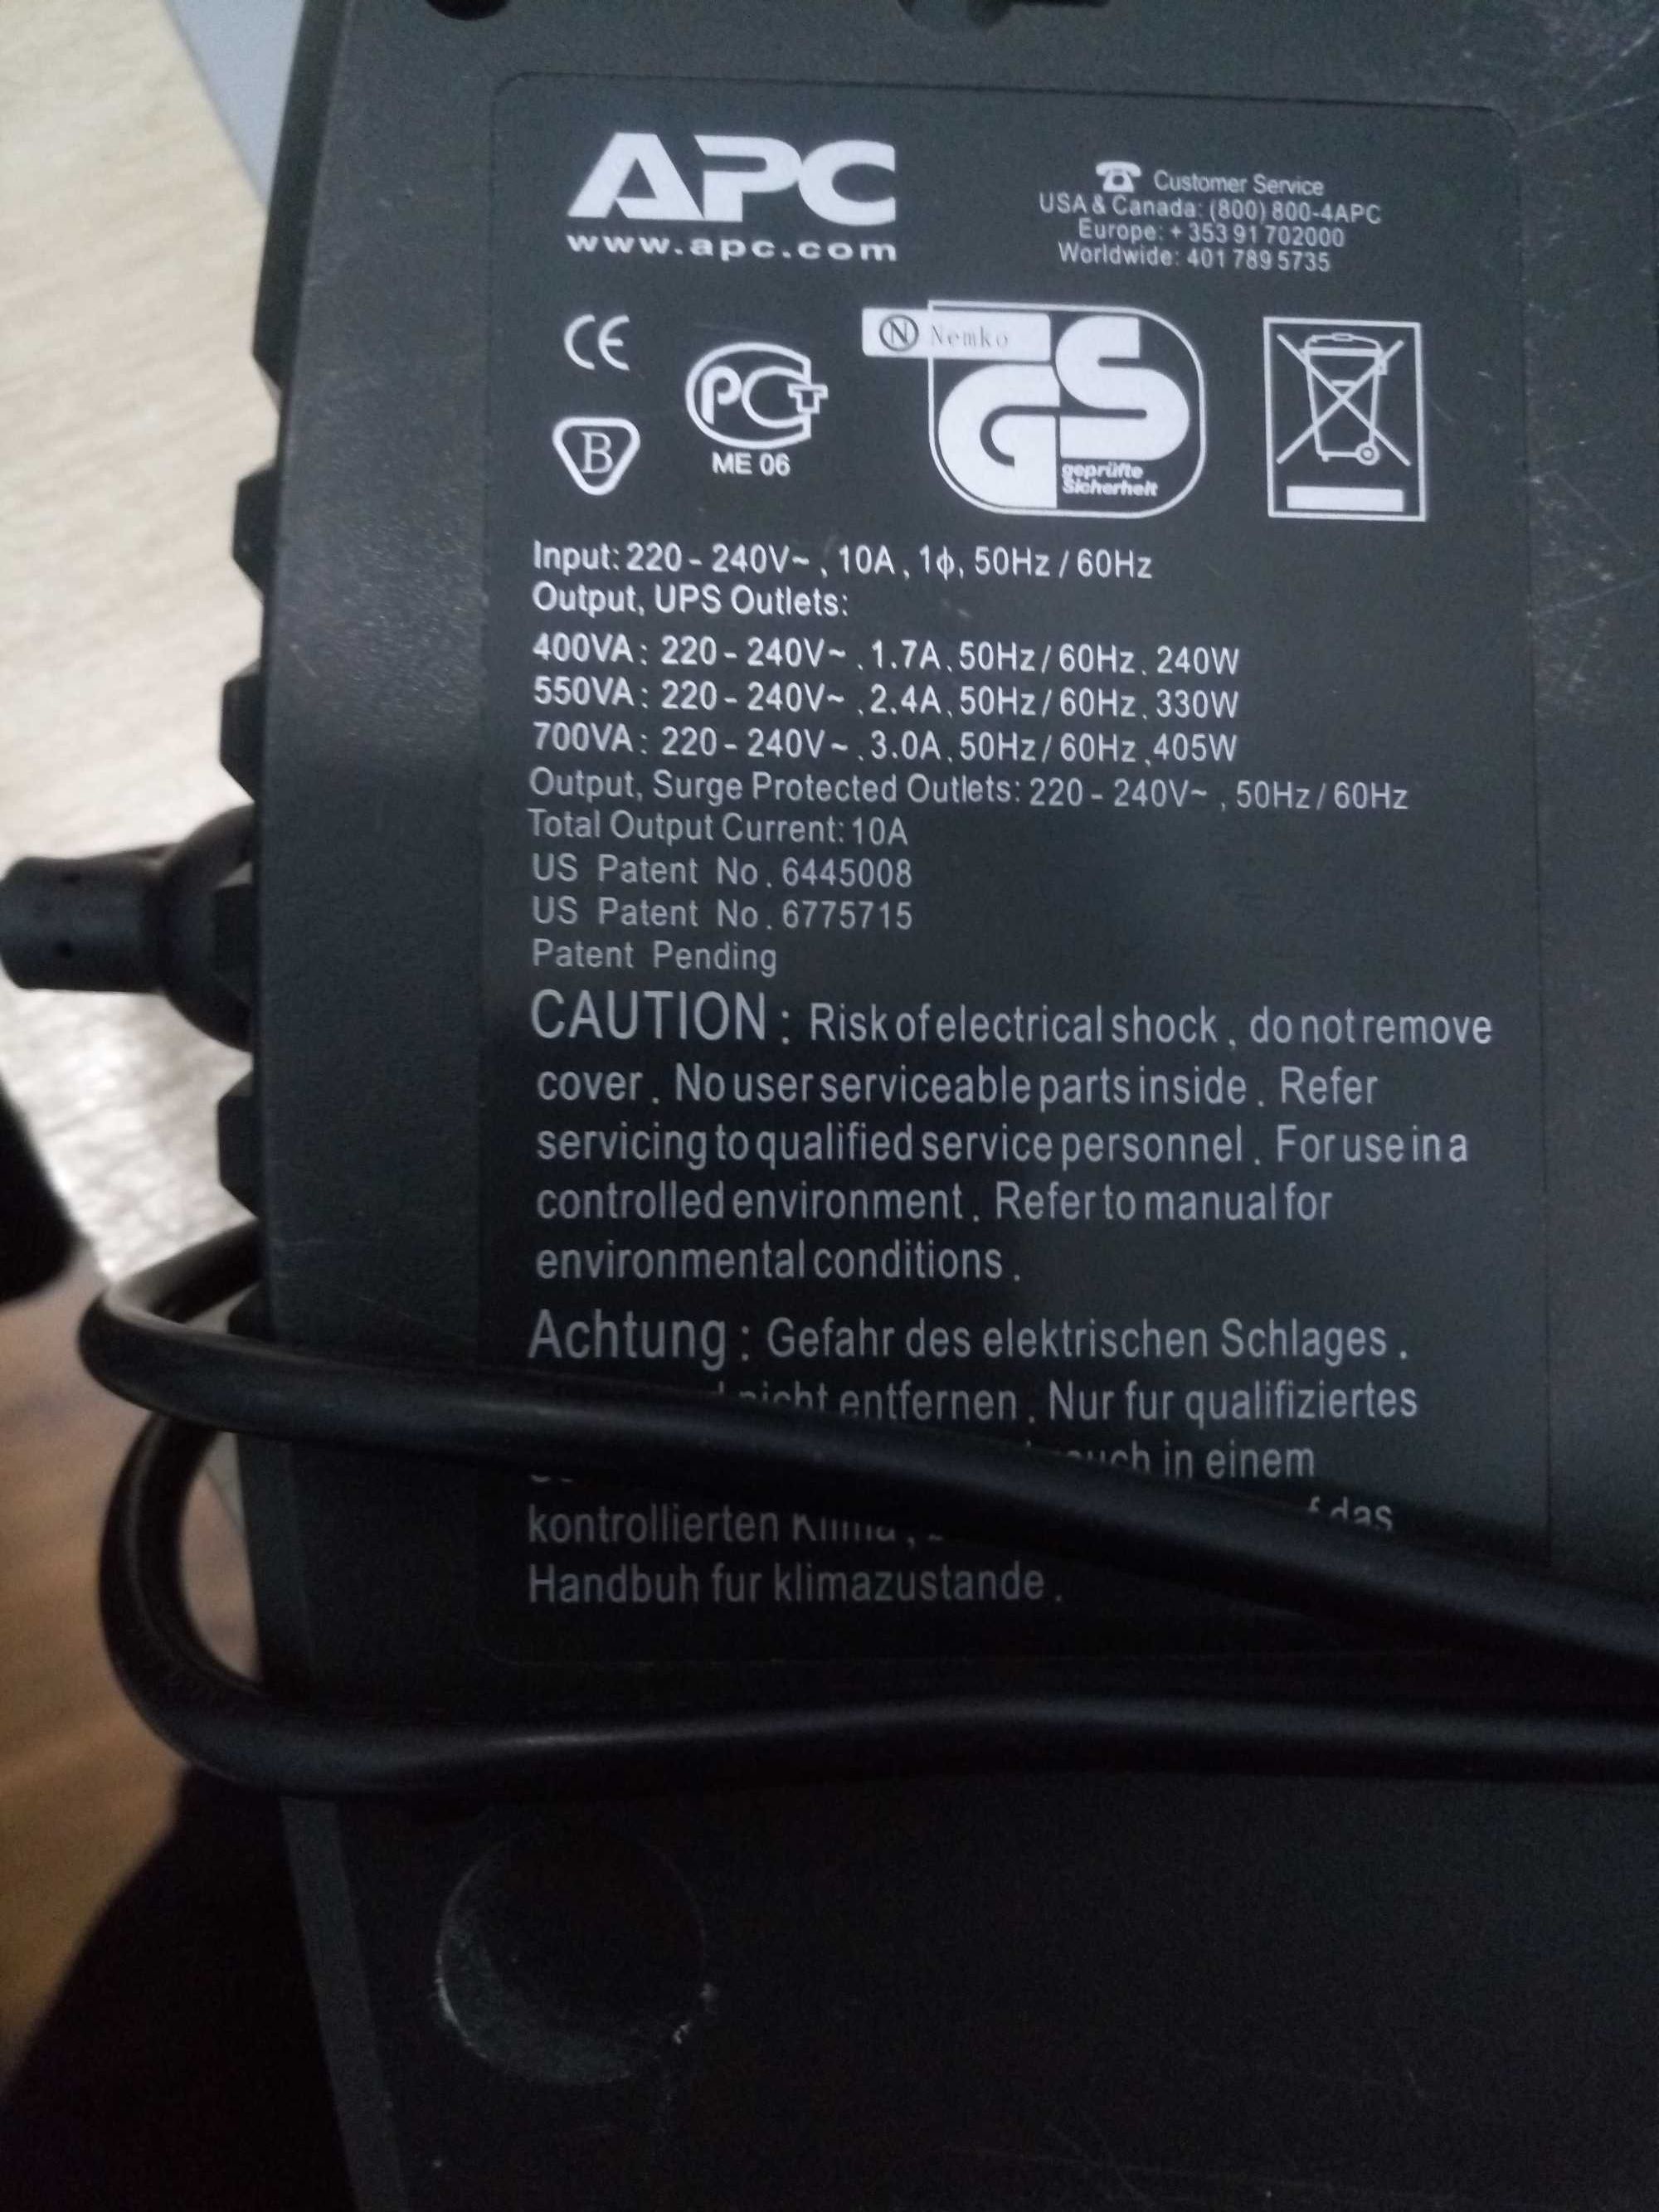 APC
www.apc.com
Customer Service
USA & Canada: (800) 800-4APC
Europe: + 353 91 702000
Worldwide: 401 789 5735
CE
B
PCT
ME 06
N Nemko
GS
geprüfte
Sicherheit
Input: 220 - 240V~ , 10A , 1ϕ, 50Hz / 60Hz
Output, UPS Outlets:
400VA : 220 - 240V~ , 1.7A , 50Hz / 60Hz , 240W
550VA : 220 - 240V~ , 2.4A , 50Hz / 60Hz , 330W
700VA : 220 - 240V~ , 3.0A , 50Hz / 60Hz , 405W
Output, Surge Protected Outlets: 220 - 240V~ , 50Hz / 60Hz
Total Output Current: 10A
US Patent No. 6445008
US Patent No. 6775715
Patent Pending
CAUTION : Risk of electrical shock , do not remove
cover . No user serviceable parts inside . Refer
servicing to qualified service personnel . For use in a
controlled environment . Refer to manual for
environmental conditions .
Achtung : Gefahr des elektrischen Schlages .
nicht entfernen . Nur fur qualifiziertes
in einem
das
kontrollierten
Handbuh fur klimazustande .